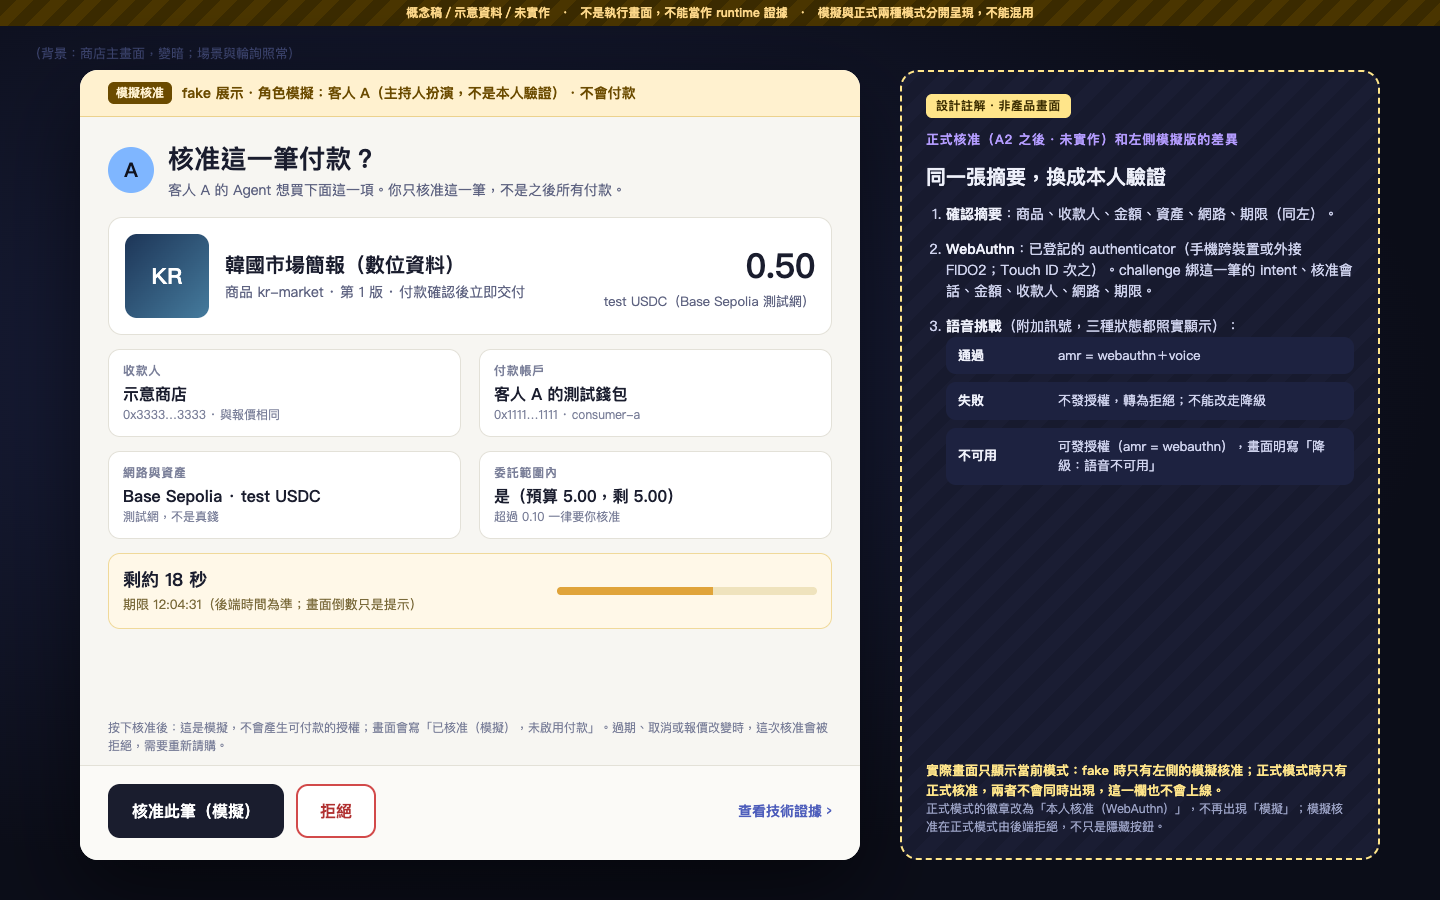 概念稿 / 示意資料 / 未實作 · 不是執行畫面，不能當作 runtime 證據 · 模擬與正式兩種模式分開呈現，不能混用
（背景：商店主畫面，變暗；場景與輪詢照常）
模擬核准 fake 展示 · 角色模擬：客人 A（主持人扮演，不是本人驗證）· 不會付款
A
核准這一筆付款？
客人 A 的 Agent 想買下面這一項。你只核准這一筆，不是之後所有付款。
KR
韓國市場簡報（數位資料）
商品 kr-market · 第 1 版 · 付款確認後立即交付
0.50
test USDC（Base Sepolia 測試網）
收款人
示意商店
0x3333…3333 · 與報價相同
付款帳戶
客人 A 的測試錢包
0x1111…1111 · consumer-a
網路與資產
Base Sepolia · test USDC
測試網，不是真錢
委託範圍內
是（預算 5.00，剩 5.00）
超過 0.10 一律要你核准
剩約 18 秒
期限 12:04:31（後端時間為準；畫面倒數只是提示）
按下核准後：這是模擬，不會產生可付款的授權；畫面會寫「已核准（模擬），未啟用付款」。過期、取消或報價改變時，這次核准會被
拒絕，需要重新請購。
核准此筆（模擬）
拒絕
查看技術證據 ›
設計註解 · 非產品畫面
正式核准（A2 之後 · 未實作）和左側模擬版的差異
同一張摘要，換成本人驗證
1. 確認摘要：商品、收款人、金額、資產、網路、期限（同左）。
2. WebAuthn：已登記的 authenticator（手機跨裝置或外接
FIDO2；Touch ID 次之）。challenge 綁這一筆的 intent、核准會
話、金額、收款人、網路、期限。
3. 語音挑戰（附加訊號，三種狀態都照實顯示）：
通過 amr = webauthn＋voice
失敗 不發授權，轉為拒絕；不能改走降級
不可用 可發授權（amr = webauthn），畫面明寫「降
級：語音不可用」
實際畫面只顯示當前模式：fake 時只有左側的模擬核准；正式模式時只有
正式核准，兩者不會同時出現，這一欄也不會上線。
正式模式的徽章改為「本人核准（WebAuthn）」，不再出現「模擬」；模擬核
准在正式模式由後端拒絕，不只是隱藏按鈕。